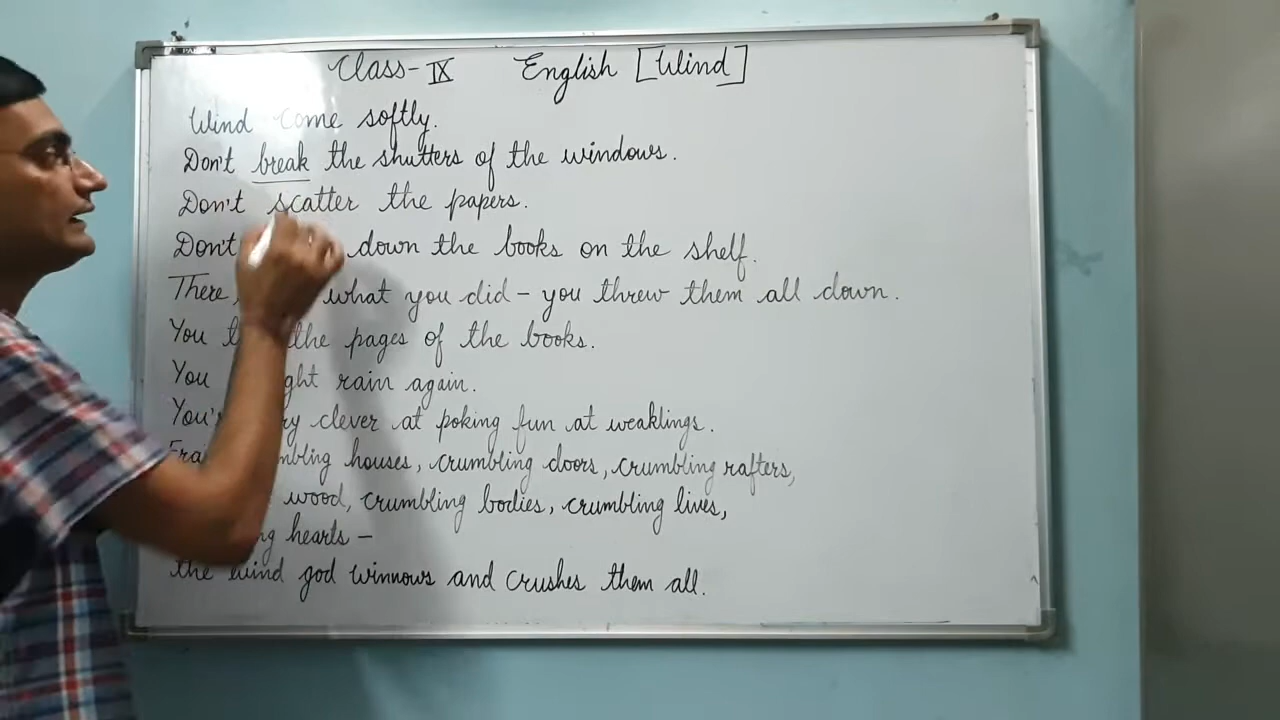 Class-IX English [Wind]
Wind come softly.
Don't break the shutters of the windows.
Don't scatter the papers.
Don't down the books on the shelf.
There, what you did - you threw them all down.
You the pages of the books.
You rain again.
clever at poking fun at weaklings.
houses, crumbling doors, crumbling rafters,
wood, crumbling bodies, crumbling lives,
hearts -
the wind god winnows and crushes them all.